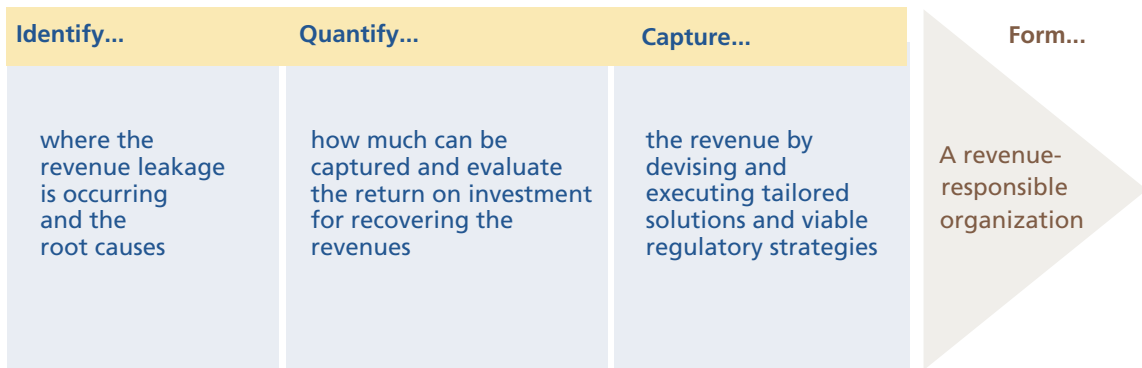 Identify...
where the
revenue leakage
is occurring
and the
root causes
Quantify...
how much can be
captured and evaluate
the return on investment
for recovering the
revenues
Capture...
the revenue by
devising and
executing tailored
solutions and viable
regulatory strategies
Form...
A revenue-
responsible
organization